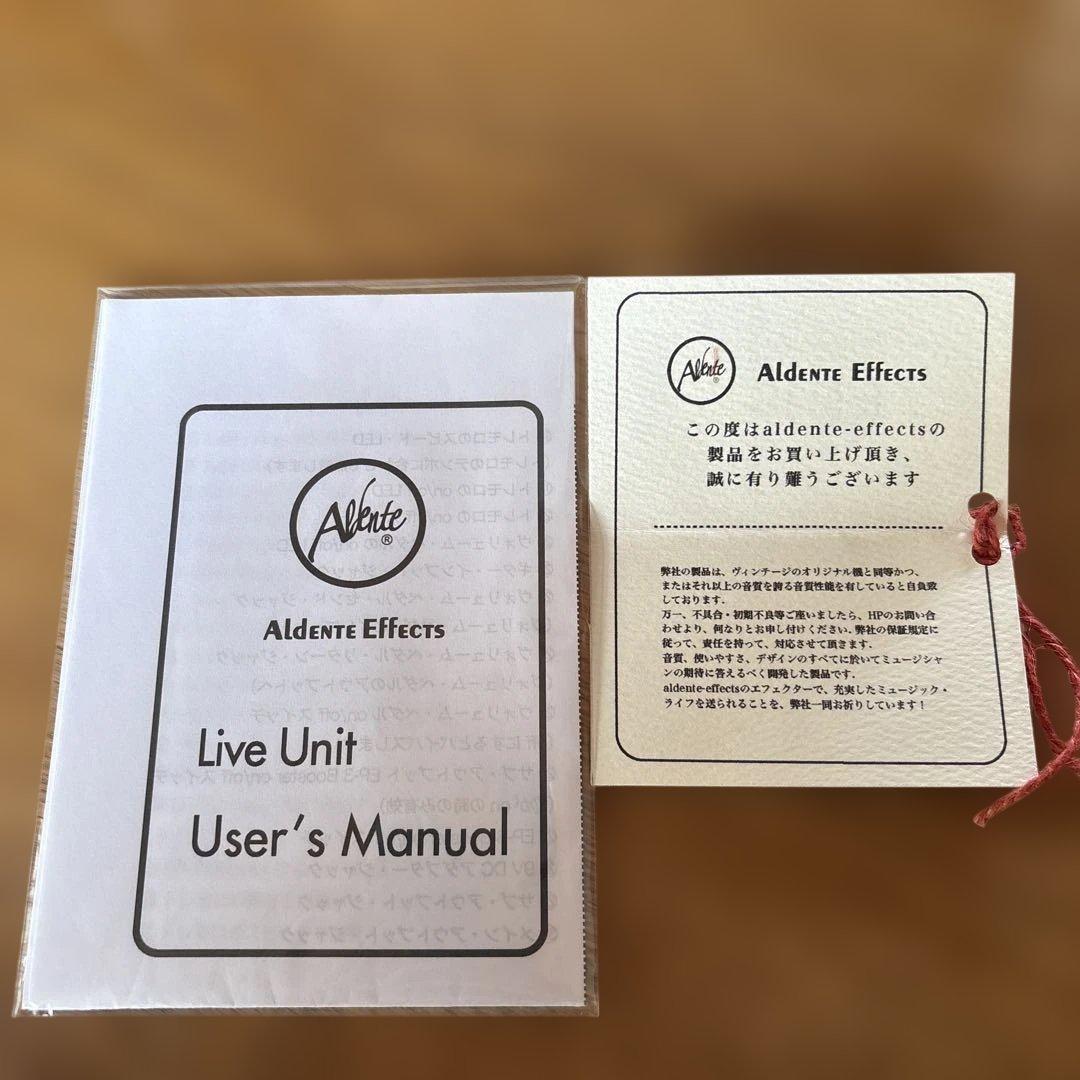 Aldente
®
ALDENTE EFFECTS
Live Unit
User's Manual
Aldente
®
ALDENTE EFFECTS
この度はaldente-effectsの
製品をお買い上げ頂き、
誠に有り難うございます
弊社の製品は、ヴィンテージのオリジナル機と同等かつ、
またはそれ以上の音質を誇る音質性能を有していると自負致
しております。
万一、不具合・初期不良等ご座いましたら、HPのお問い合
わせより、何なりとお申し付けください。弊社の保証規定に
従って、責任を持って、対応させて頂きます。
音質、使いやすさ、デザインのすべてに於いてミュージシャ
ンの期待に答えるべく開発した製品です。
aldente-effectsのエフェクターで、充実したミュージック・
ライフを送られることを、弊社一同お祈りしています！